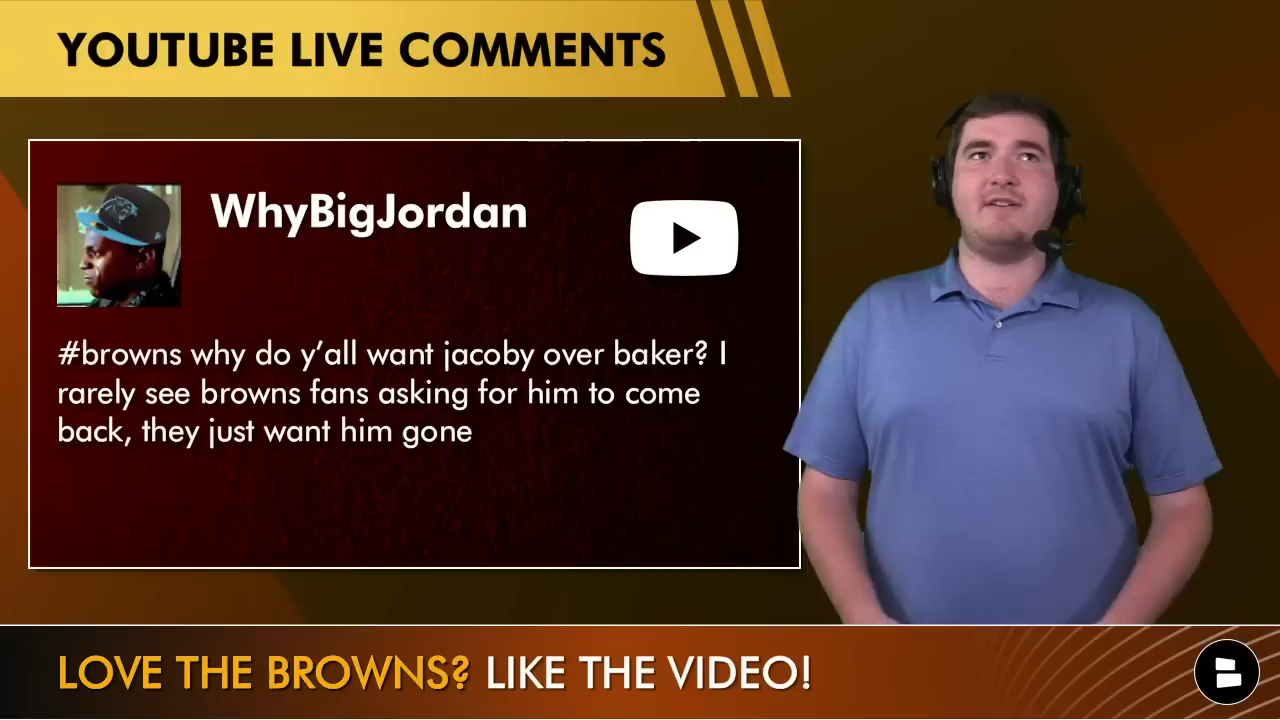 YOUTUBE LIVE COMMENTS
WhyBigJordan
#browns why do y’all want jacoby over baker? I
rarely see browns fans asking for him to come
back, they just want him gone
LOVE THE BROWNS? LIKE THE VIDEO!